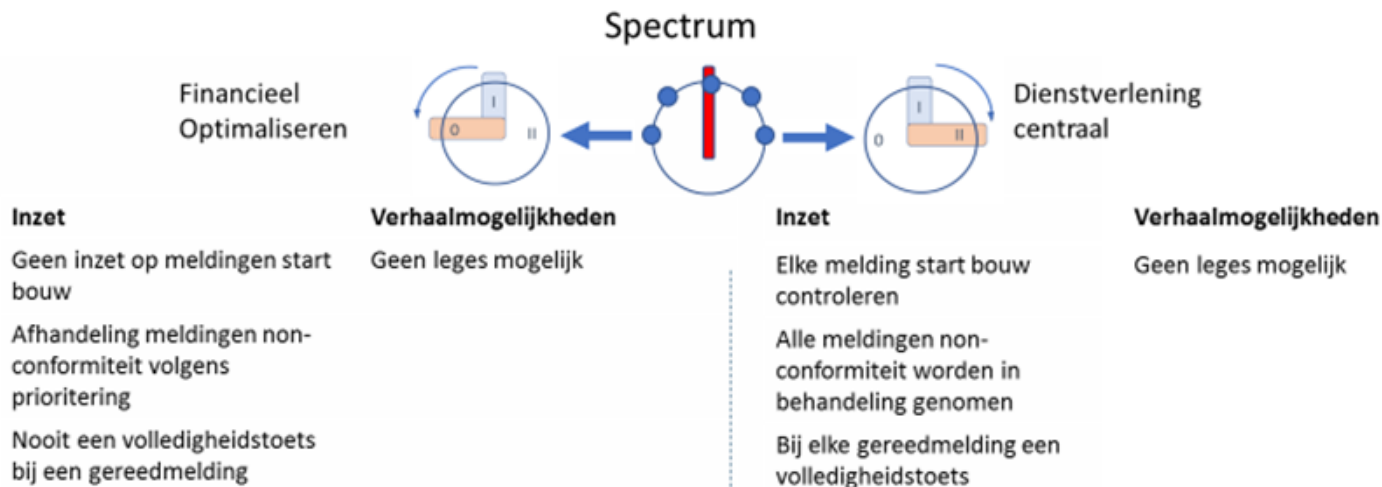 Spectrum
Financieel
Optimaliseren
I
0
II
I
0
II
Dienstverlening
centraal
Inzet
Verhaalmogelijkheden
Geen inzet op meldingen start
bouw
Geen leges mogelijk
Afhandeling meldingen non-
conformiteit volgens
prioritering
Nooit een volledigheidstoets
bij een gereedmelding
Inzet
Verhaalmogelijkheden
Elke melding start bouw
controleren
Geen leges mogelijk
Alle meldingen non-
conformiteit worden in
behandeling genomen
Bij elke gereedmelding een
volledigheidstoets